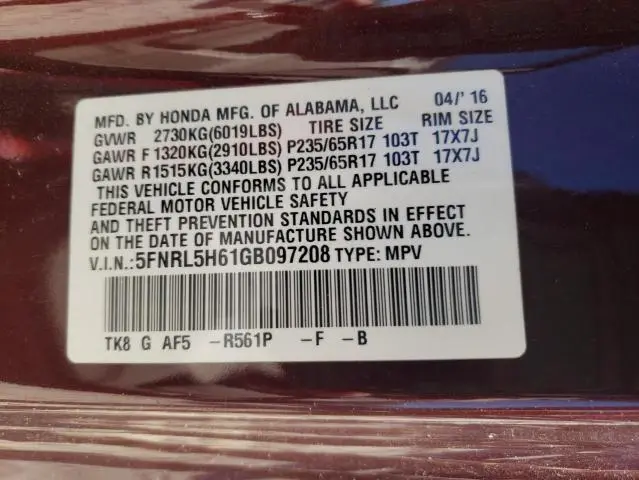 MFD. BY HONDA MFG. OF ALABAMA, LLC 04/' 16
GVWR 2730KG(6019LBS) TIRE SIZE RIM SIZE
GAWR F 1320KG(2910LBS) P235/65R17 103T 17X7J
GAWR R1515KG(3340LBS) P235/65R17 103T 17X7J
THIS VEHICLE CONFORMS TO ALL APPLICABLE
FEDERAL MOTOR VEHICLE SAFETY
AND THEFT PREVENTION STANDARDS IN EFFECT
ON THE DATE OF MANUFACTURE SHOWN ABOVE.
V.I.N.:5FNRL5H61GB097208 TYPE: MPV
TK8 G AF5 -R561P -F -B